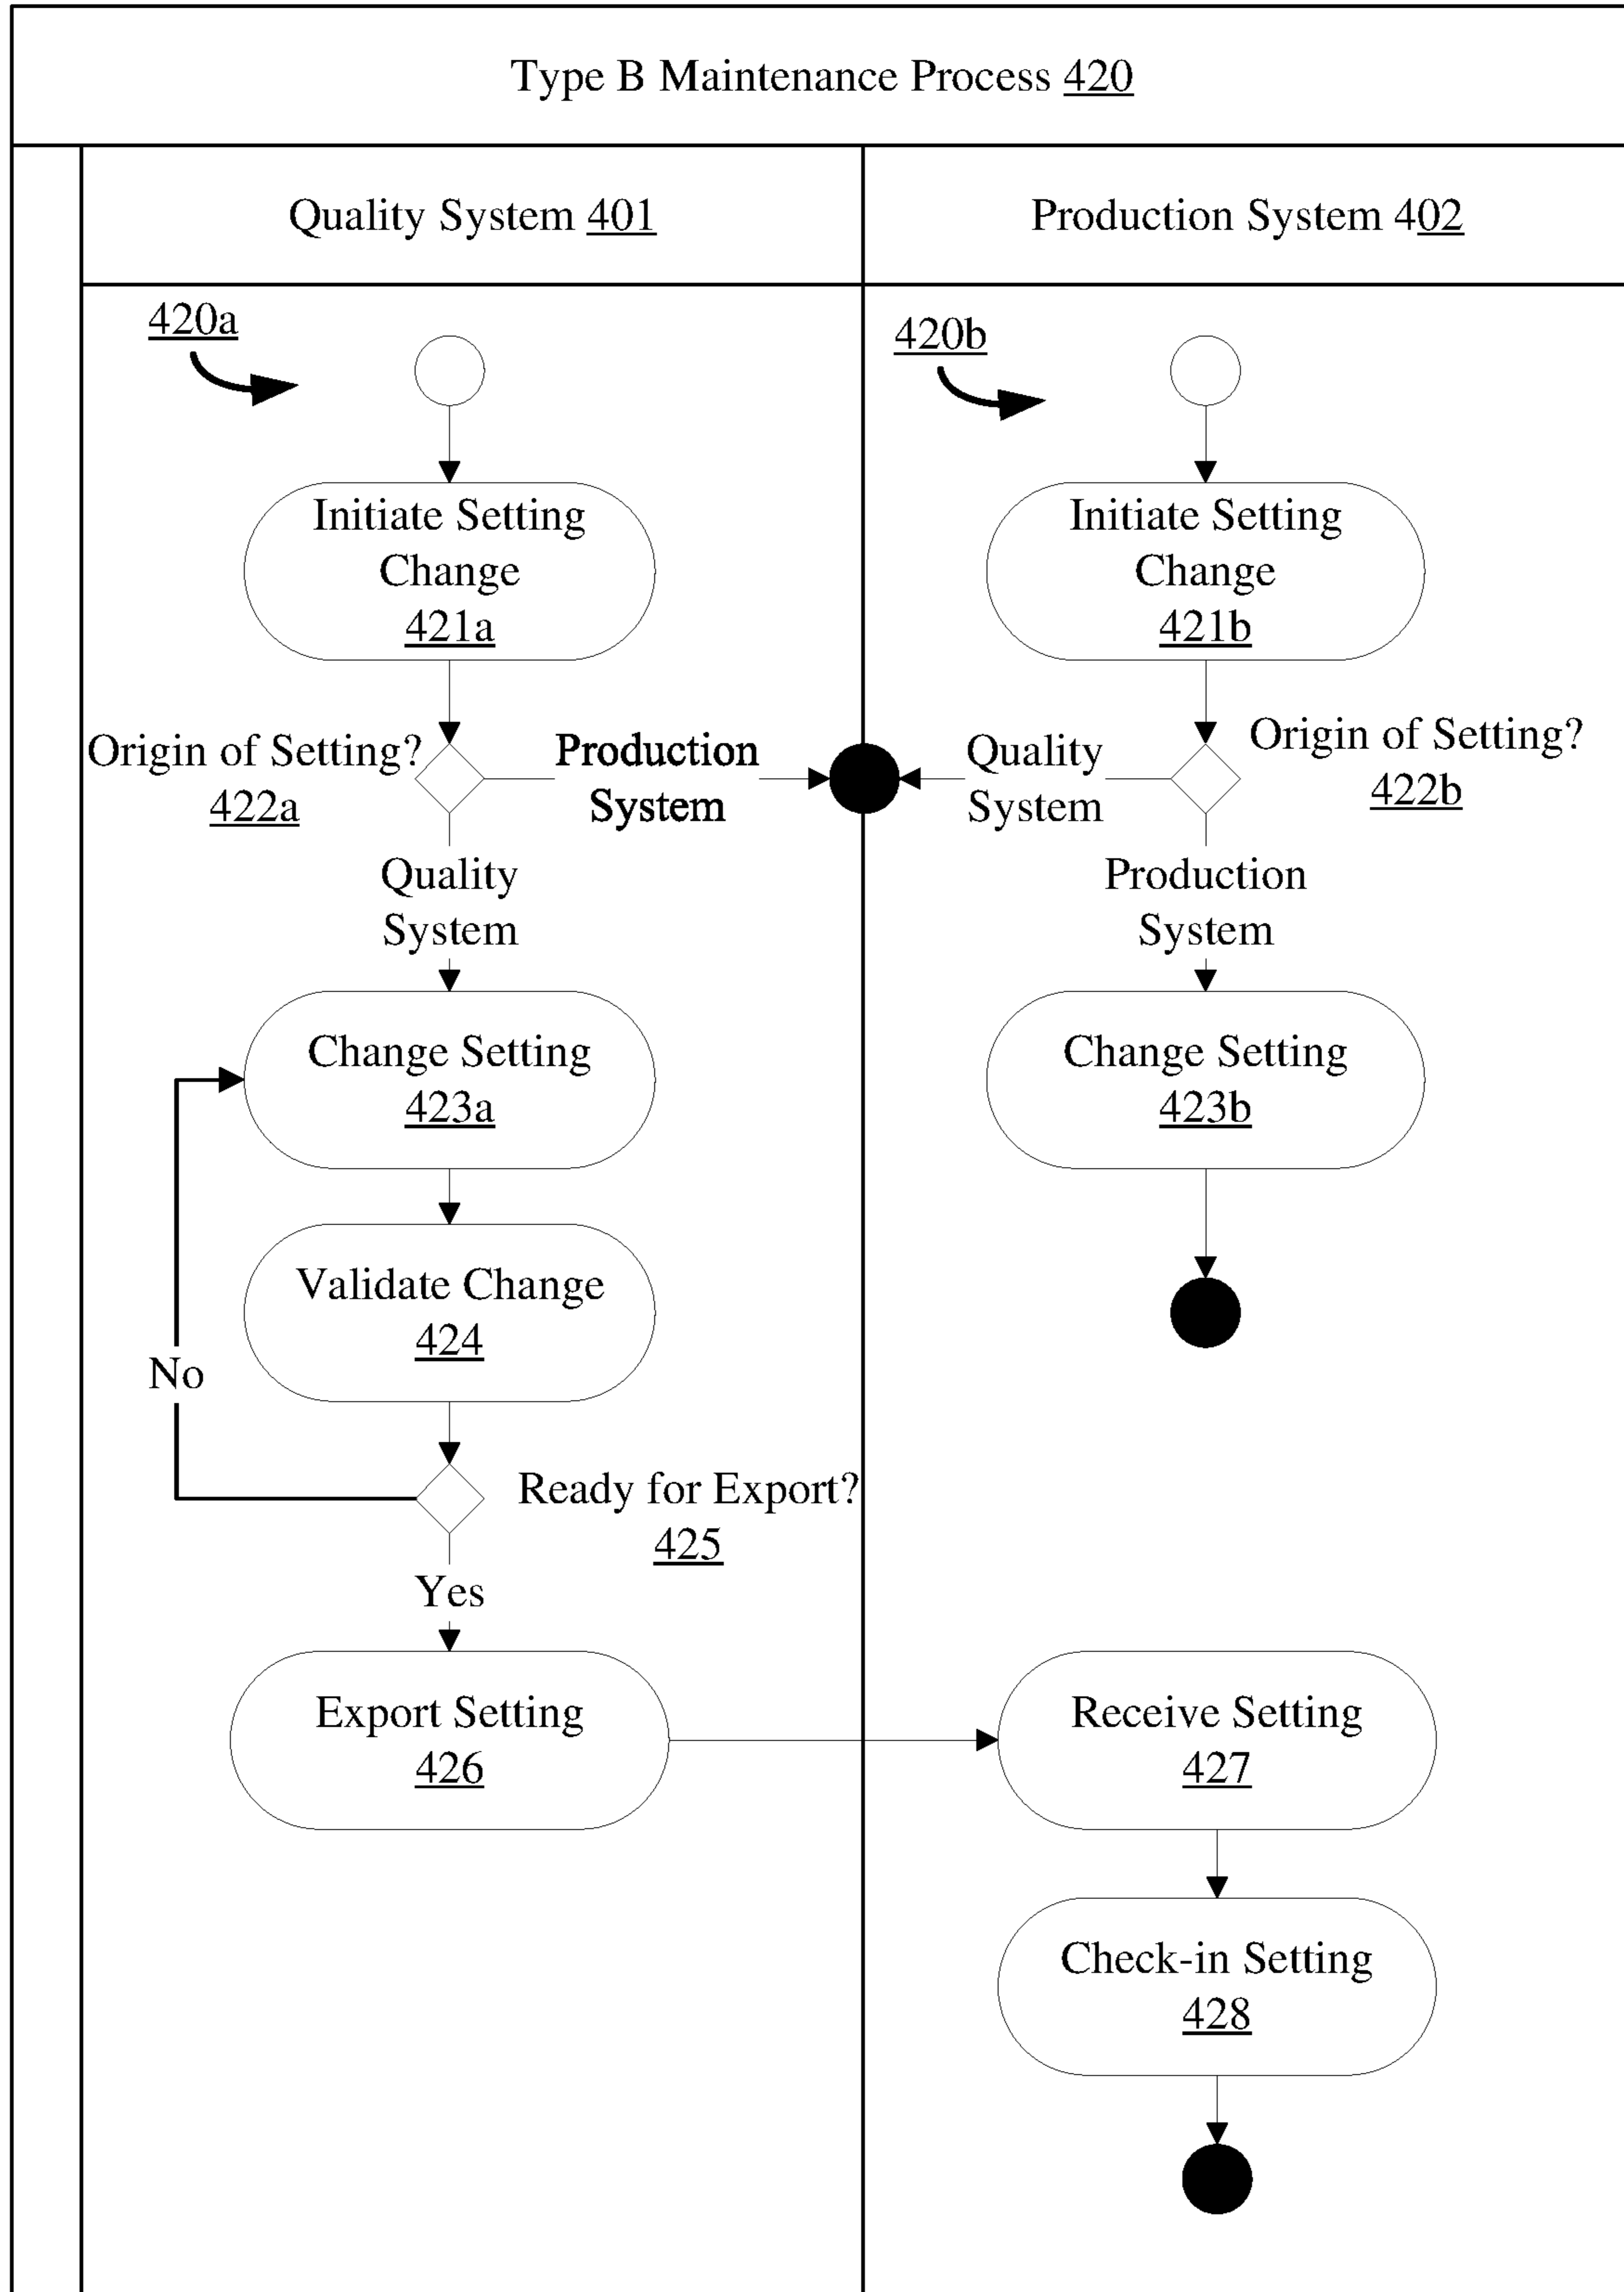 Type B Maintenance Process 420
Quality System 401
Production System 402
420a
Initiate Setting
Change
421a
Origin of Setting?
422a
Production
System
Quality
System
Change Setting
423a
Validate Change
424
No
Ready for Export?
425
Yes
Export Setting
426
420b
Initiate Setting
Change
421b
Origin of Setting?
422b
Quality
System
Production
System
Change Setting
423b
Receive Setting
427
Check-in Setting
428